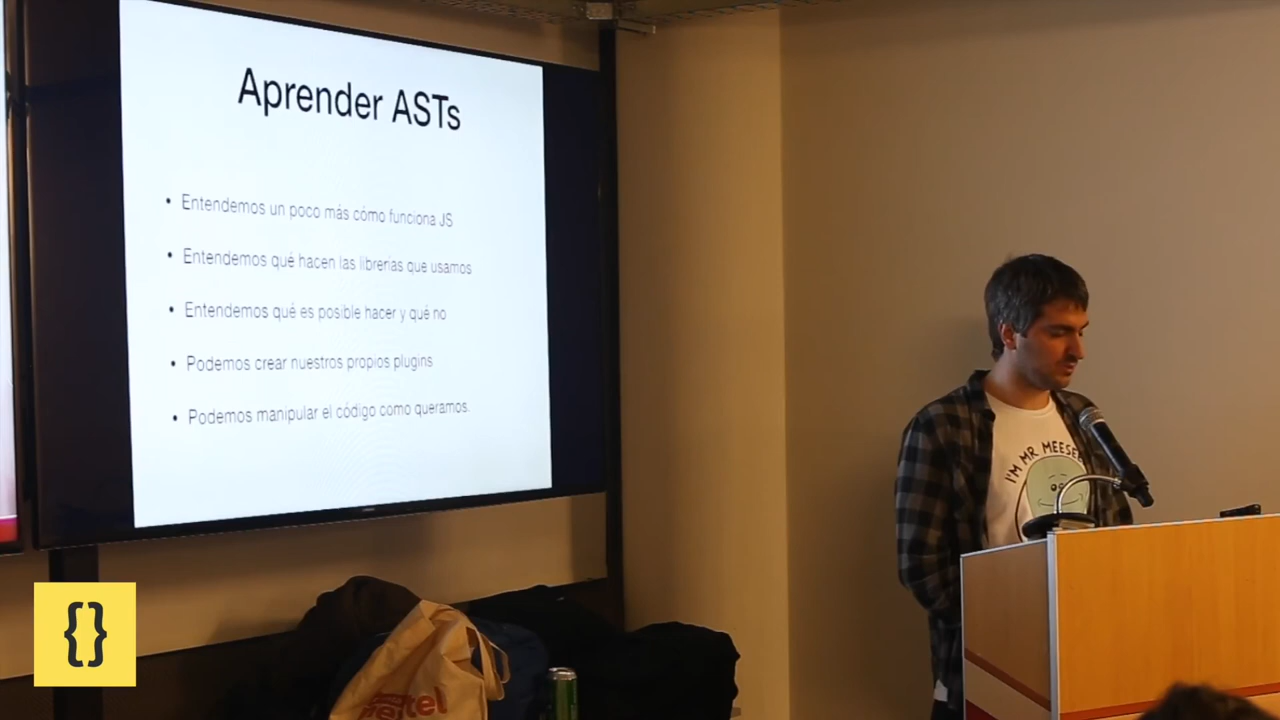 Aprender ASTs
• Entendemos un poco más cómo funciona JS
• Entendemos qué hacen las librerías que usamos
• Entendemos qué es posible hacer y qué no
• Podemos crear nuestros propios plugins
• Podemos manipular el código como queramos.
I'M MR MEESEE
{}